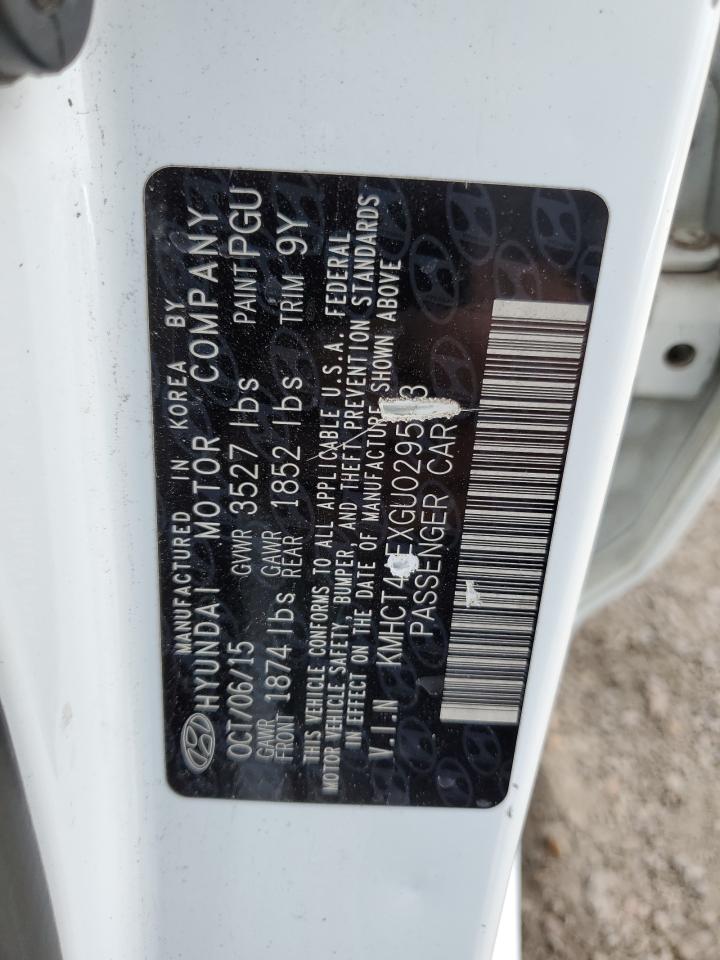 MANUFACTURED IN KOREA BY
HYUNDAI MOTOR COMPANY
OCT/06/15 GVWR 3527 lbs PAINT PGU
GAWR FRONT 1874 lbs GAWR REAR 1852 lbs TRIM 9Y
THIS VEHICLE CONFORMS TO ALL APPLICABLE U.S.A. FEDERAL
MOTOR VEHICLE SAFETY, BUMPER, AND THEFT PREVENTION STANDARDS
IN EFFECT ON THE DATE OF MANUFACTURE SHOWN ABOVE
V.I.N
PASSENGER CAR